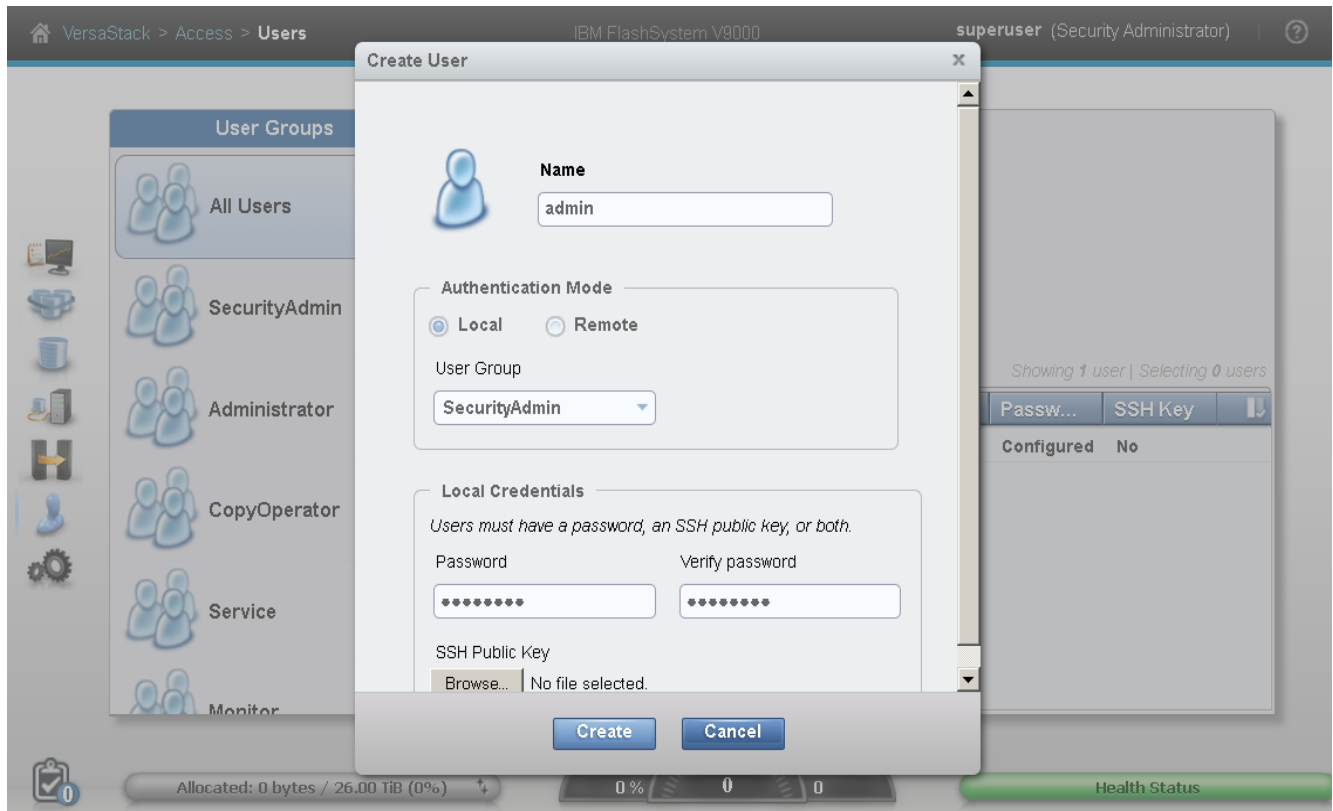 VersaStack > Access > Users
IBM FlashSystem V9000
superuser (Security Administrator)
?
Create User
x
User Groups
All Users
SecurityAdmin
Administrator
CopyOperator
Service
Monitor
Name
admin
Authentication Mode
Local Remote
User Group
SecurityAdmin
Local Credentials
Users must have a password, an SSH public key, or both.
Password Verify password
●●●●●●●● ●●●●●●●●
SSH Public Key
Browse... No file selected.
Create Cancel
Showing 1 user | Selecting 0 users
Passw... SSH Key
Configured No
0
Allocated: 0 bytes / 26.00 TiB (0%)
0 % 0 0
Health Status